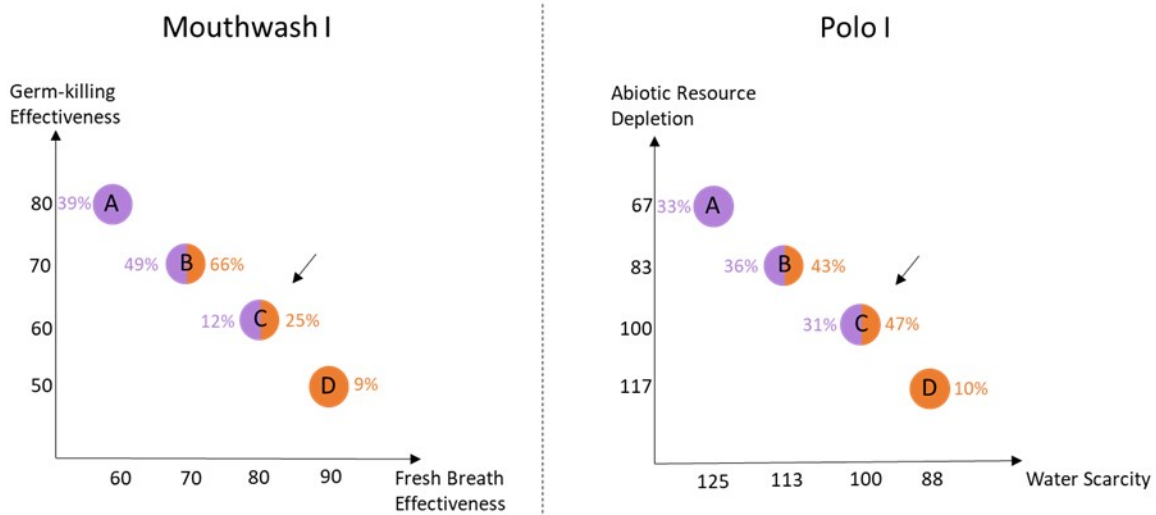 Mouthwash I
Germ-killing
Effectiveness
80
39%
A
70
49%
B
66%
60
12%
C
25%
50
D
9%
60
70
80
90
Fresh Breath
Effectiveness
Polo I
Abiotic Resource
Depletion
67
33%
A
83
36%
B
43%
100
31%
C
47%
117
D
10%
125
113
100
88
Water Scarcity